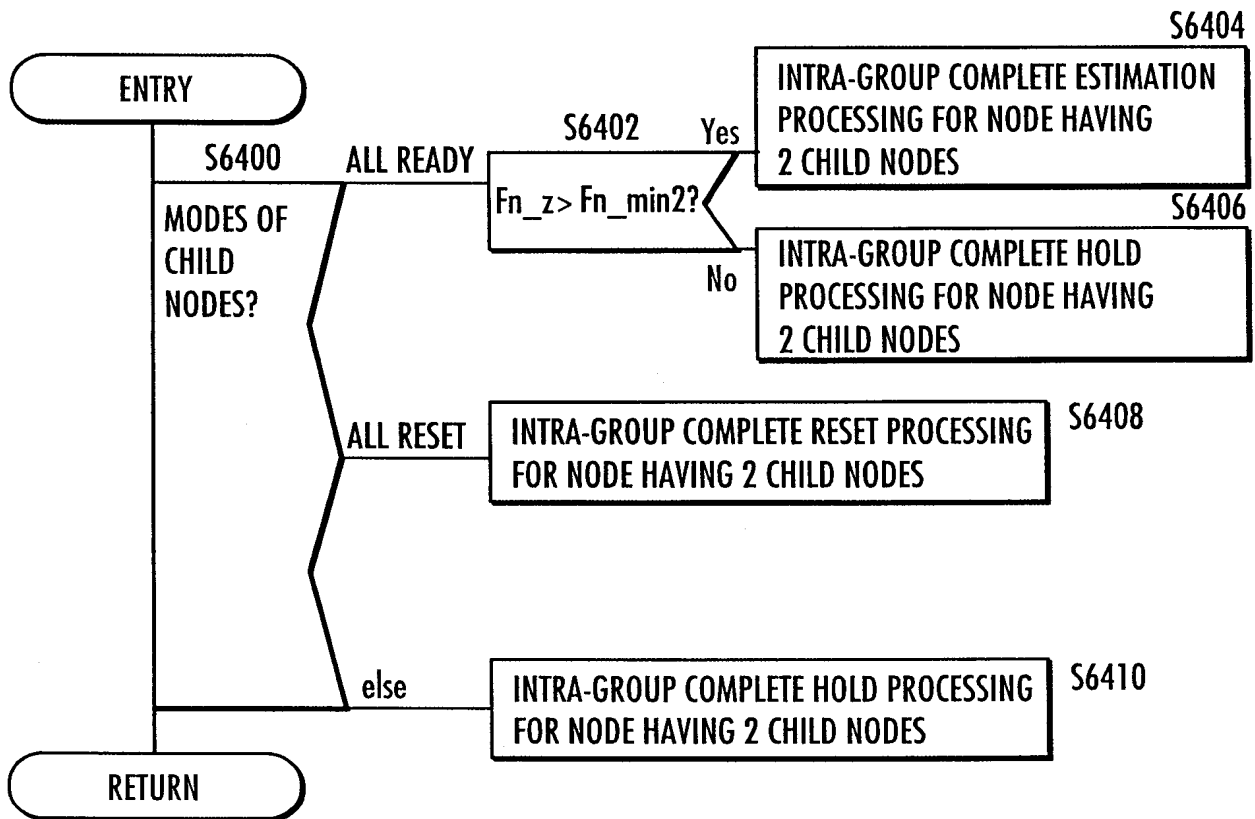 ENTRY
S6400
MODES OF
CHILD
NODES?
ALL READY
S6402
Fn_z> Fn_min2?
Yes
S6404
INTRA-GROUP COMPLETE ESTIMATION
PROCESSING FOR NODE HAVING
2 CHILD NODES
No
S6406
INTRA-GROUP COMPLETE HOLD
PROCESSING FOR NODE HAVING
2 CHILD NODES
ALL RESET
INTRA-GROUP COMPLETE RESET PROCESSING
FOR NODE HAVING 2 CHILD NODES
S6408
else
INTRA-GROUP COMPLETE HOLD PROCESSING
FOR NODE HAVING 2 CHILD NODES
S6410
RETURN